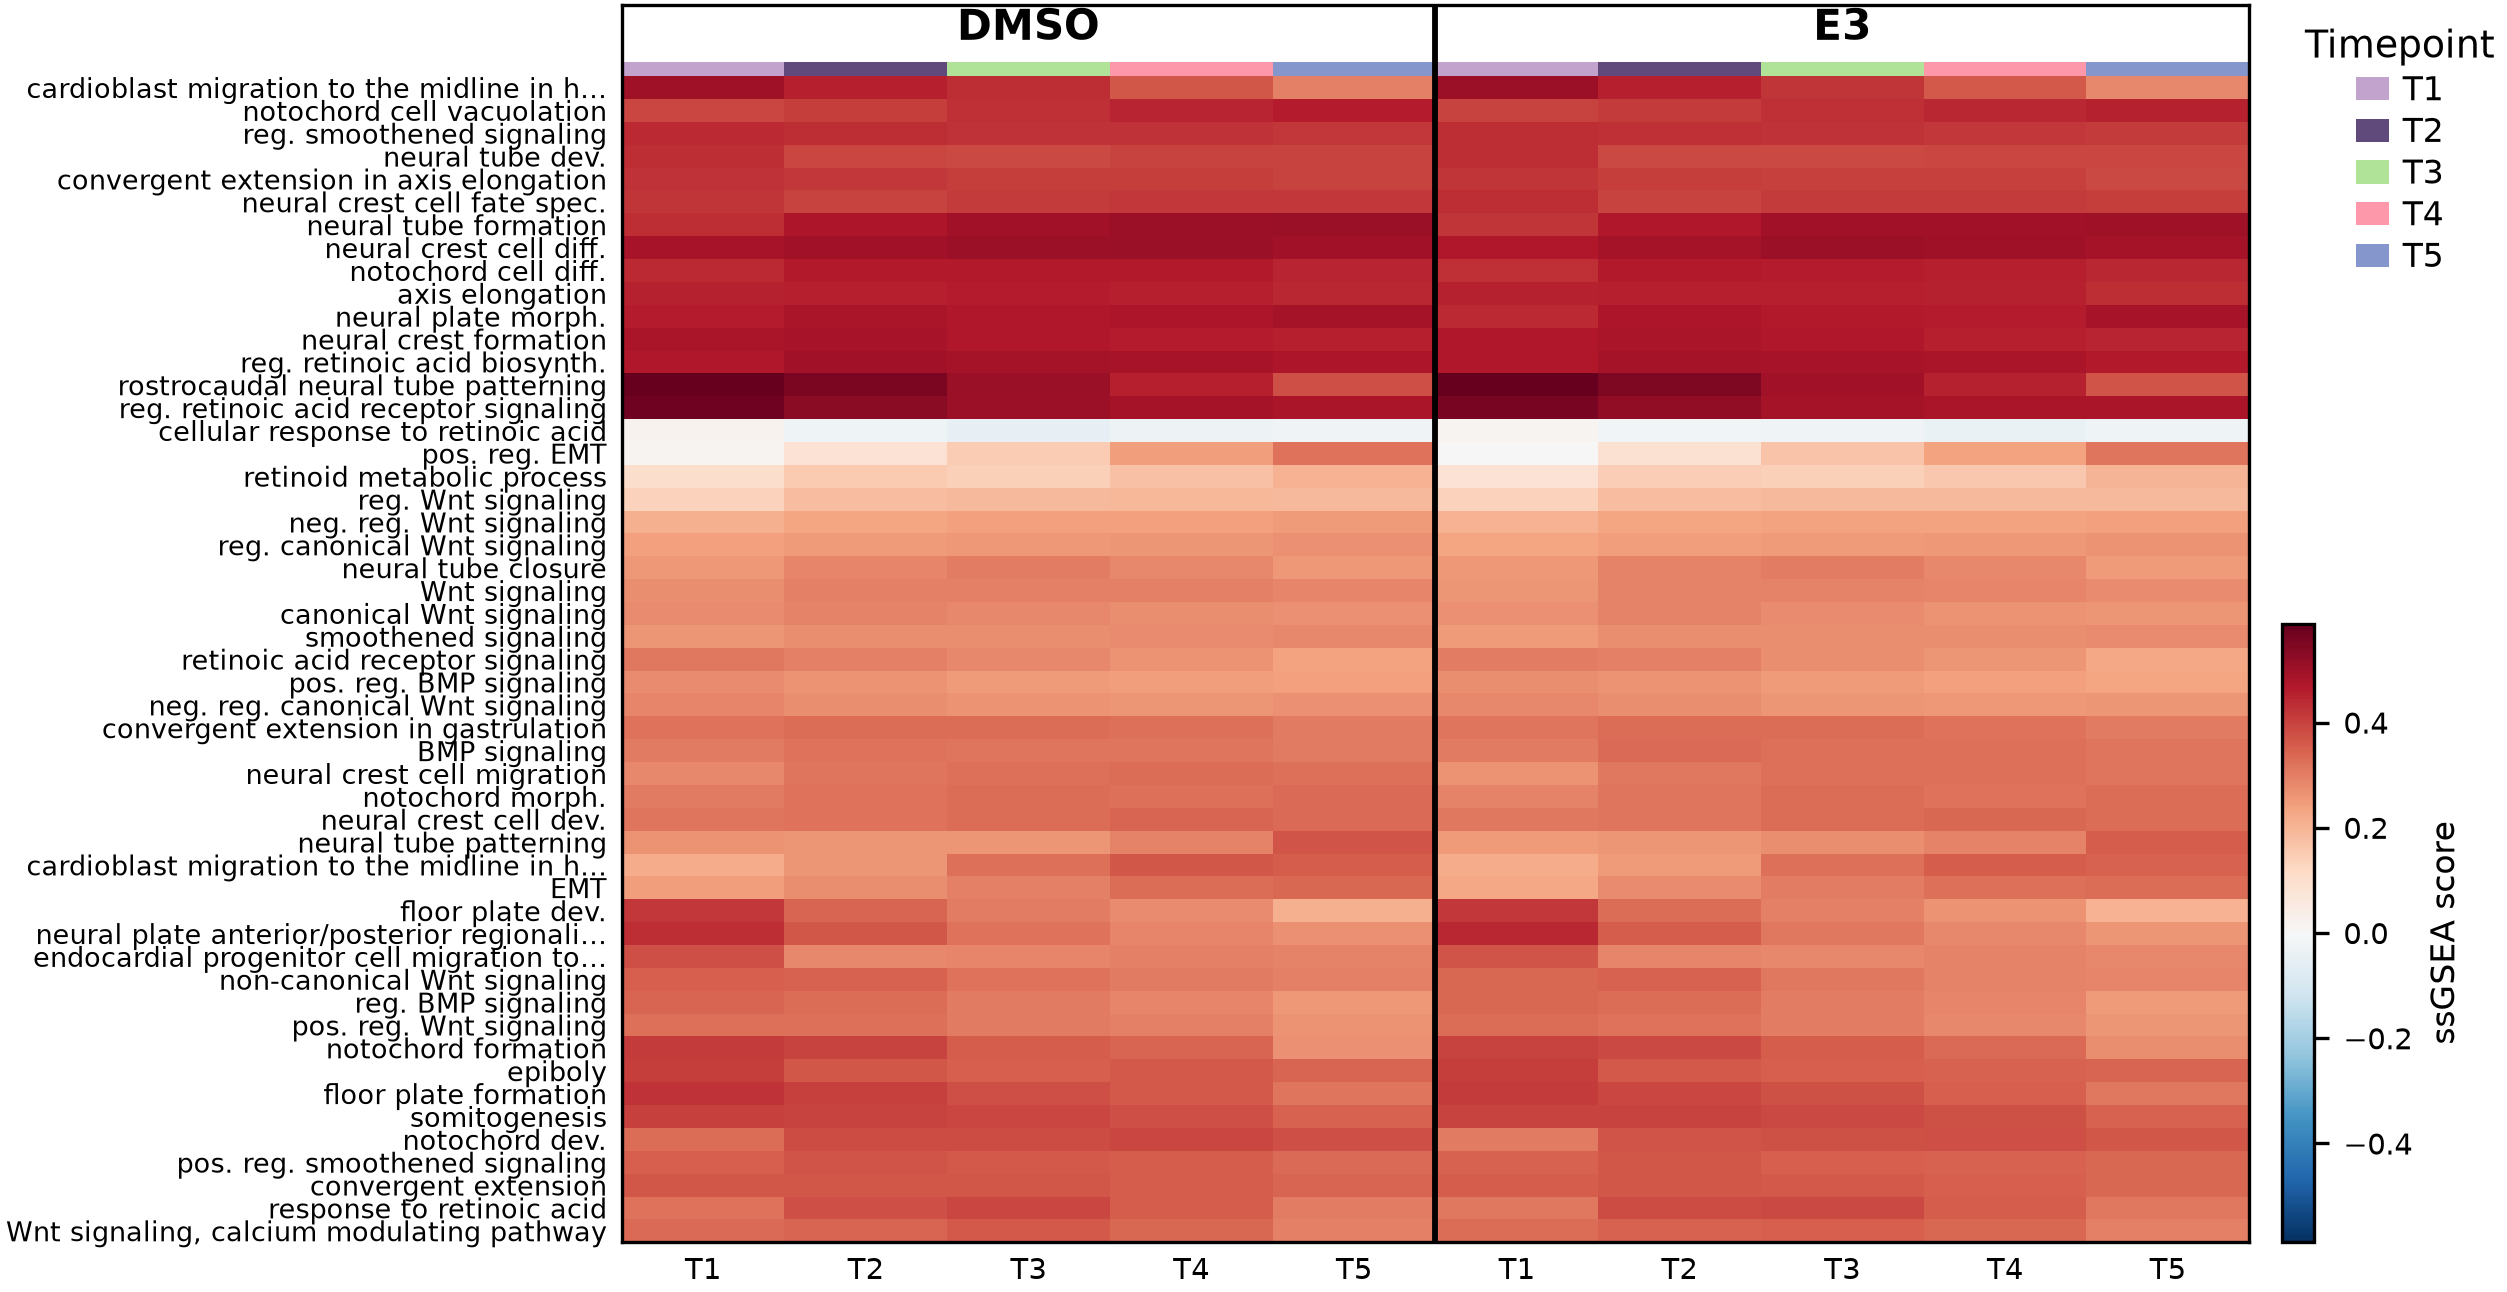 DMSO
E3
Timepoint
T1
T2
T3
T4
T5
cardioblast migration to the midline in h...
notochord cell vacuolation
reg. smoothened signaling
neural tube dev.
convergent extension in axis elongation
neural crest cell fate spec.
neural tube formation
neural crest cell diff.
notochord cell diff.
axis elongation
neural plate morph.
neural crest formation
reg. retinoic acid biosynth.
rostrocaudal neural tube patterning
reg. retinoic acid receptor signaling
cellular response to retinoic acid
pos. reg. EMT
retinoid metabolic process
reg. Wnt signaling
neg. reg. Wnt signaling
reg. canonical Wnt signaling
neural tube closure
Wnt signaling
canonical Wnt signaling
smoothened signaling
retinoic acid receptor signaling
pos. reg. BMP signaling
neg. reg. canonical Wnt signaling
convergent extension in gastrulation
BMP signaling
neural crest cell migration
notochord morph.
neural crest cell dev.
neural tube patterning
cardioblast migration to the midline in h...
EMT
floor plate dev.
neural plate anterior/posterior regionali...
endocardial progenitor cell migration to...
non-canonical Wnt signaling
reg. BMP signaling
pos. reg. Wnt signaling
notochord formation
epiboly
floor plate formation
somitogenesis
notochord dev.
pos. reg. smoothened signaling
convergent extension
response to retinoic acid
Wnt signaling, calcium modulating pathway
T1 T2 T3 T4 T5 T1 T2 T3 T4 T5
0.4
0.2
0.0
−0.2
−0.4
ssGSEA score